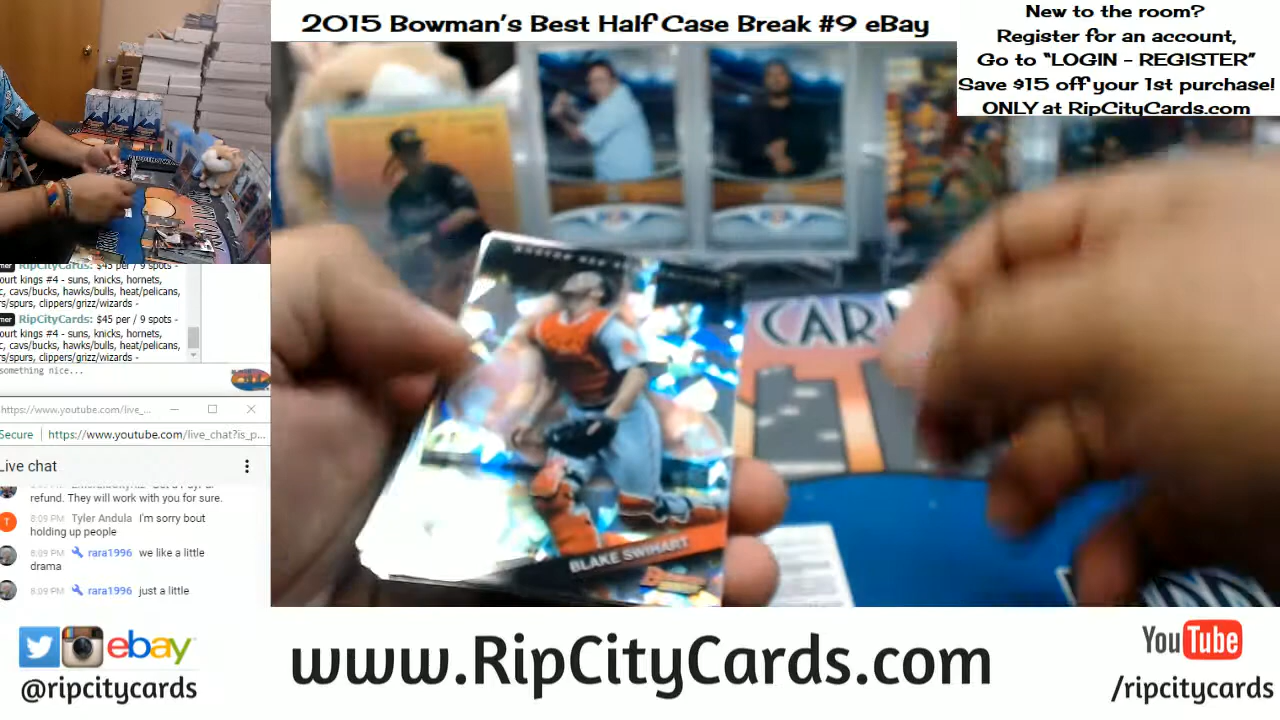 2015 Bowman's Best Half Case Break #9 eBay
New to the room?
Register for an account,
Go to "LOGIN - REGISTER"
Save $15 off your 1st purchase!
ONLY at RipCityCards.com
RipCityCards: $45 per / 9 spots -
ourt kings #4 - suns, knicks, hornets,
c, cavs/bucks, hawks/bulls, heat/pelicans,
rs/spurs, clippers/grizz/wizards -
mer RipCityCards: $45 per / 9 spots -
ourt kings #4 - suns, knicks, hornets,
c, cavs/bucks, hawks/bulls, heat/pelicans,
rs/spurs, clippers/grizz/wizards -
something nice...
https://www.youtube.com/live_...
Secure https://www.youtube.com/live_chat?is_p...
Live chat
refund. They will work with you for sure.
T 8:09 PM Tyler Andula I'm sorry bout
holding up people
8:09 PM rara1996 we like a little
drama
8:09 PM rara1996 just a little
CAR
BLAKE SWIHART
ebay
@ripcitycards
www.RipCityCards.com
YouTube
/ripcitycards